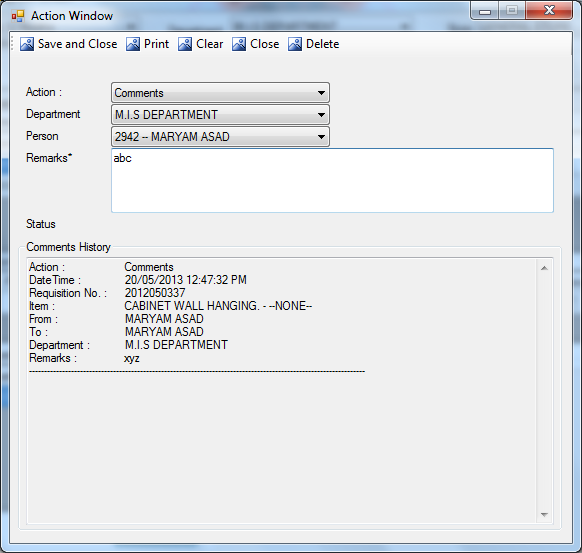 Action Window
Save and Close Print Clear Close Delete
Action : Comments
Department M.I.S DEPARTMENT
Person 2942 -- MARYAM ASAD
Remarks* abc
Status
Comments History
Action : Comments
DateTime : 20/05/2013 12:47:32 PM
Requisition No. : 2012050337
Item : CABINET WALL HANGING. - --NONE--
From : MARYAM ASAD
To : MARYAM ASAD
Department : M.I.S DEPARTMENT
Remarks : xyz